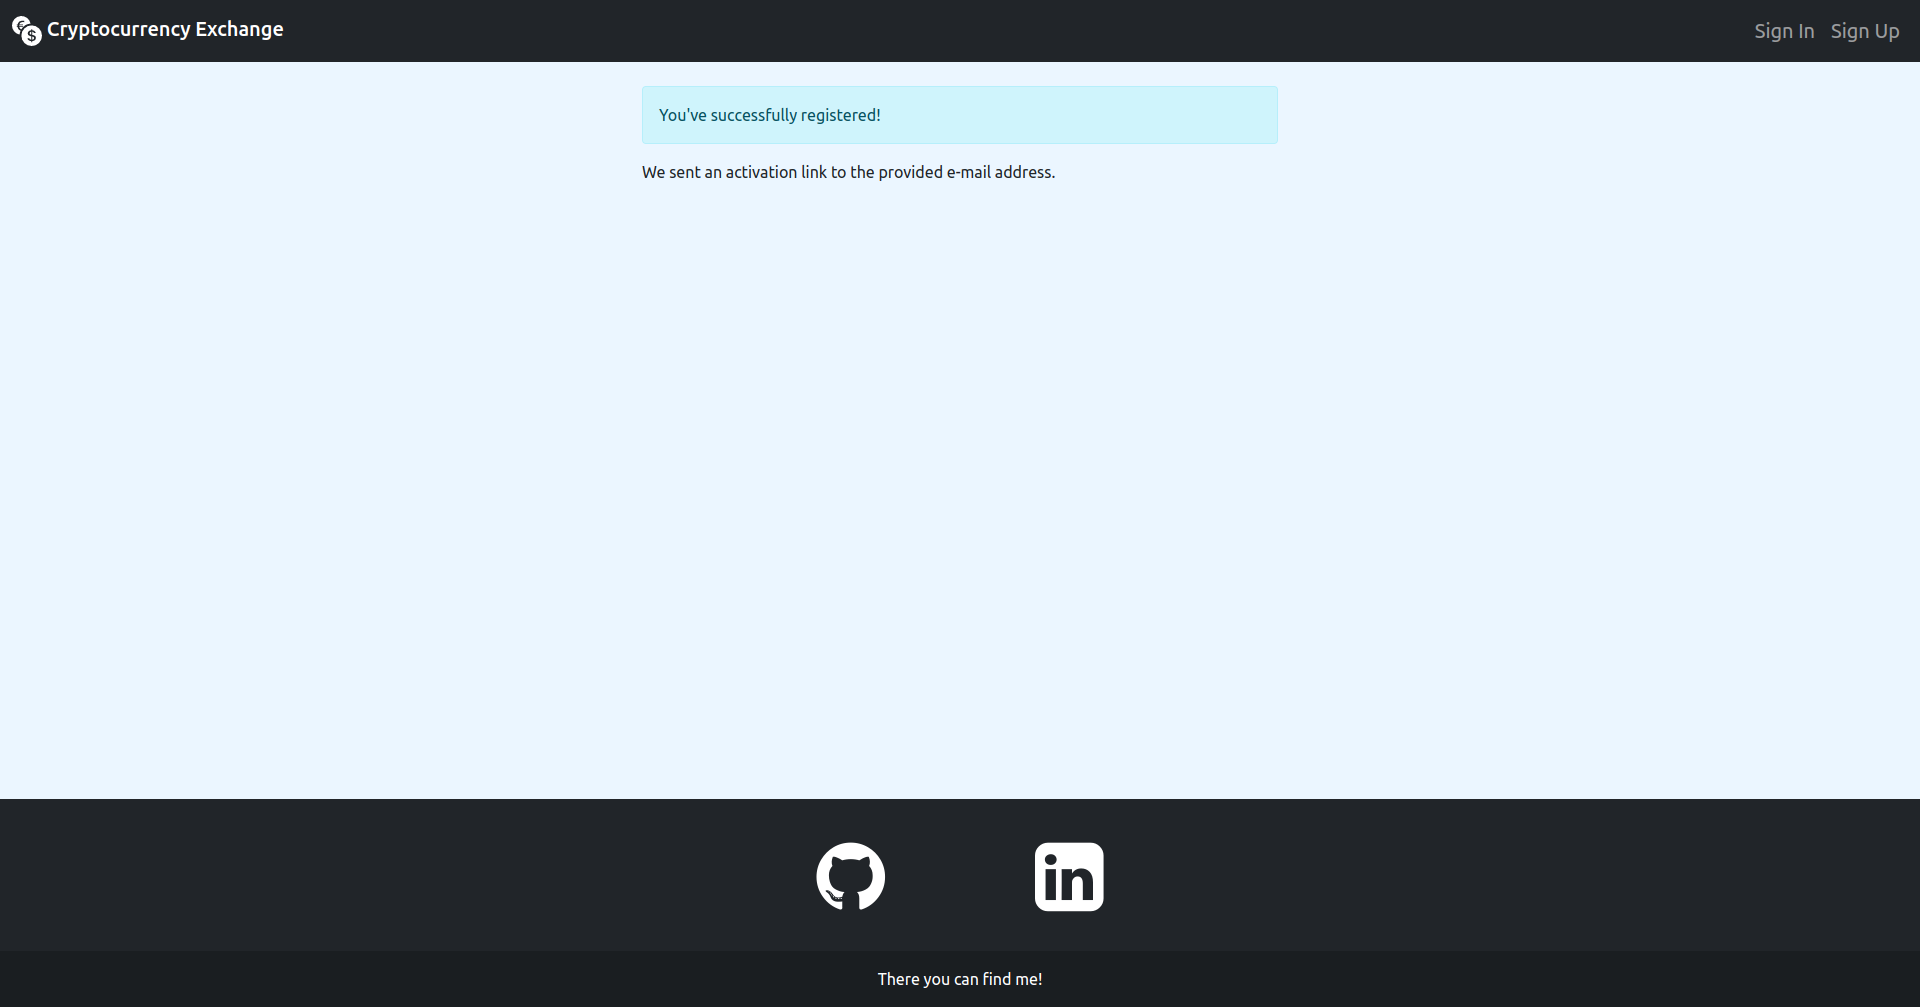 Cryptocurrency Exchange
Sign In Sign Up
You've successfully registered!
We sent an activation link to the provided e-mail address.
There you can find me!